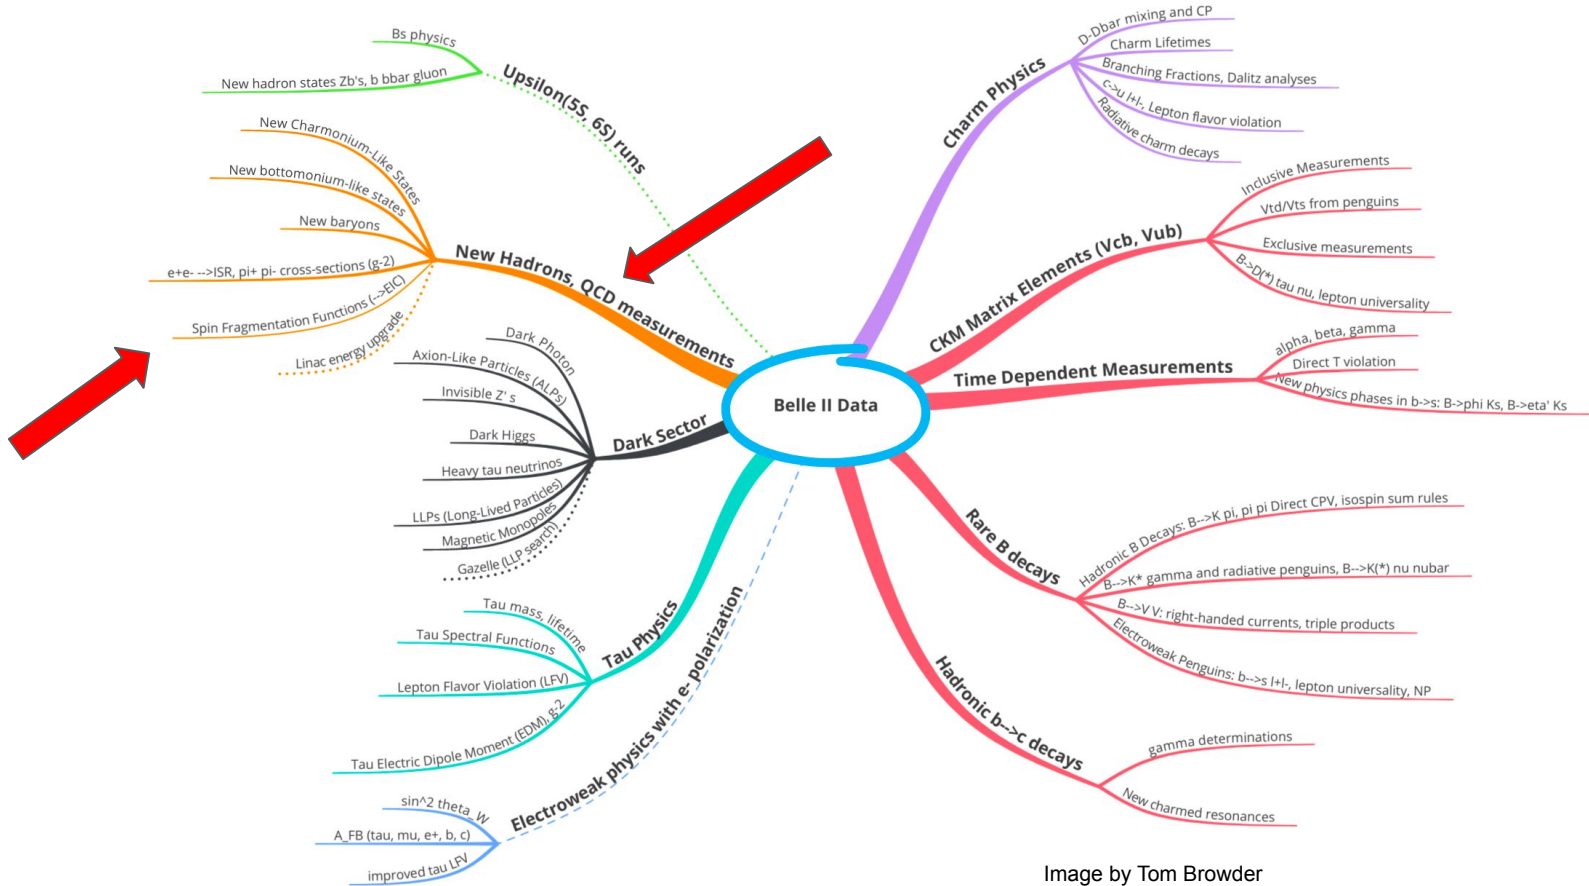 Belle II Data
Upsilon(5S, 6S) runs
Bs physics
New hadron states Zb's, b bbar gluon
New Hadrons, QCD measurements
New Charmonium-Like States
New bottomonium-like states
New baryons
e+e- -->ISR, pi+ pi- cross-sections (g-2)
Spin Fragmentation Functions (-->EIC)
Linac energy upgrade
Dark Sector
Dark Photon
Axion-Like Particles (ALPs)
Invisible Z' s
Dark Higgs
Heavy tau neutrinos
LLPs (Long-Lived Particles)
Magnetic Monopoles
Gazelle (LLP search)
Tau Physics
Tau mass, lifetime
Tau Spectral Functions
Lepton Flavor Violation (LFV)
Tau Electric Dipole Moment (EDM), g-2
Electroweak physics with e- polarization
sin^2 theta_W
A_FB (tau, mu, e+, b, c)
improved tau LFV
Charm Physics
D-Dbar mixing and CP
Charm Lifetimes
Branching Fractions, Dalitz analyses
c->u l+l-, Lepton flavor violation
Radiative charm decays
CKM Matrix Elements (Vcb, Vub)
Inclusive Measurements
Vtd/Vts from penguins
Exclusive measurements
B->D(*) tau nu, lepton universality
Time Dependent Measurements
alpha, beta, gamma
Direct T violation
New physics phases in b->s: B->phi Ks, B->eta' Ks
Rare B decays
Hadronic B Decays: B-->K pi, pi pi Direct CPV, isospin sum rules
B-->K* gamma and radiative penguins, B-->K(*) nu nubar
B-->V V: right-handed currents, triple products
Electroweak Penguins: b-->s l+l-, lepton universality, NP
Hadronic b-->c decays
gamma determinations
New charmed resonances
Image by Tom Browder